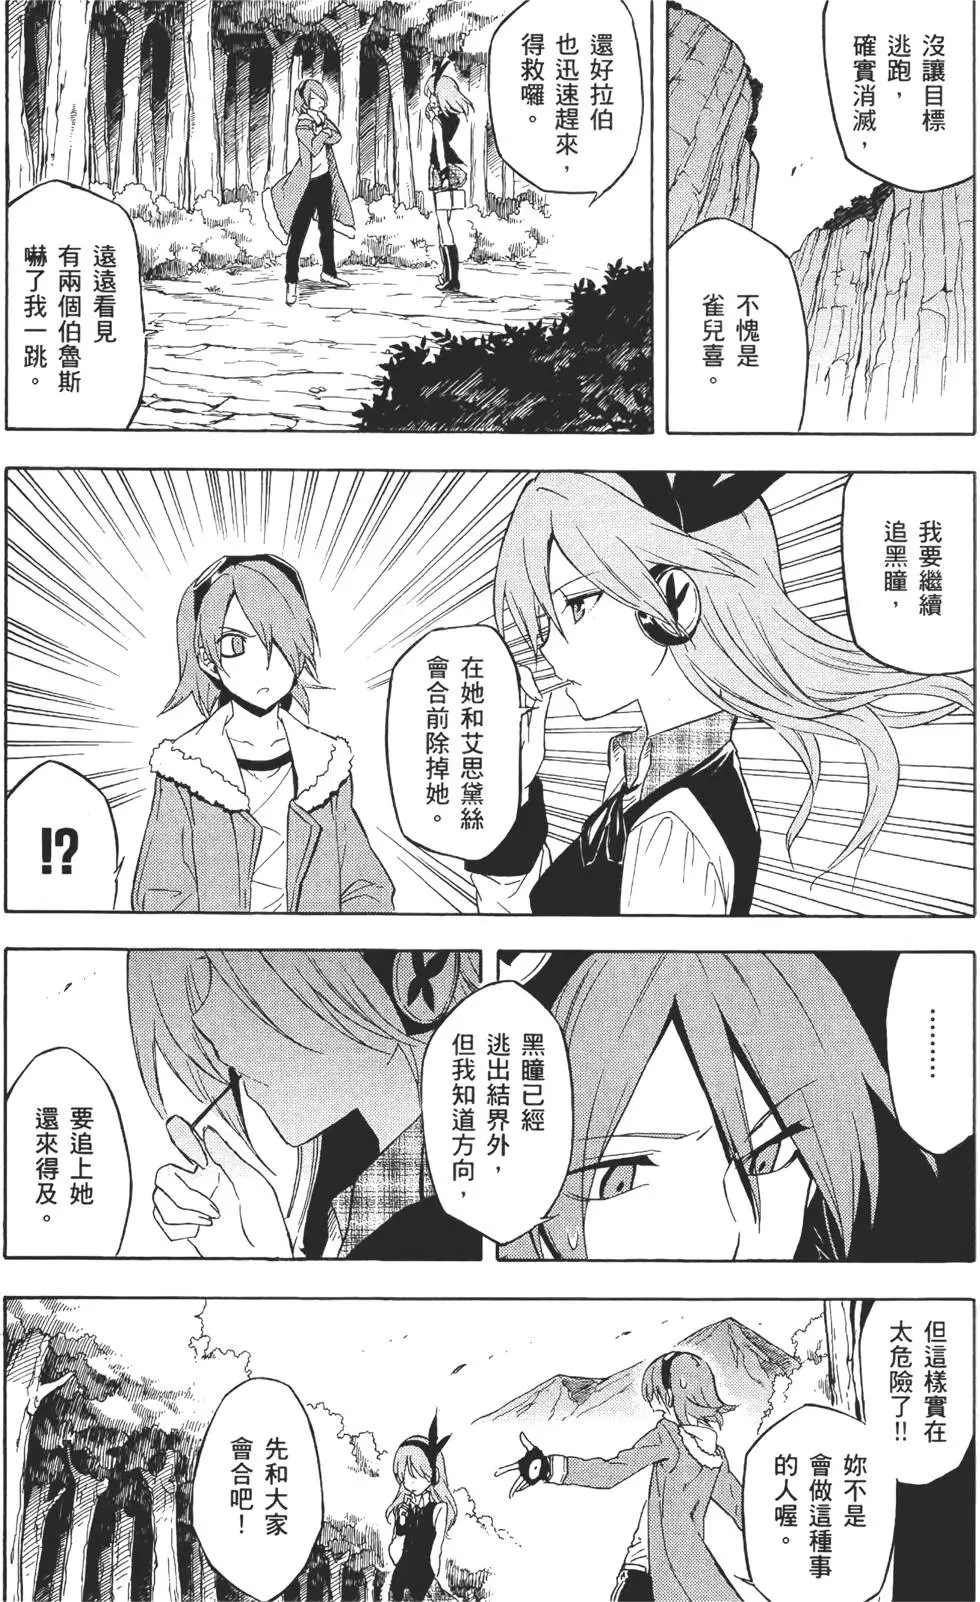 沒讓目標
逃跑，
確實消滅，
不愧是
雀兒喜。
還好拉伯
也迅速趕來，
得救囉。
遠遠看見
有兩個伯魯斯
嚇了我一跳。
我要繼續
追黑瞳，
在她和艾思黛絲
會合前除掉她。
!?
………
黑瞳已經
逃出結界外，
但我知道方向，
要追上她
還來得及。
但這樣實在
太危險了!!
妳不是
會做這種事
的人喔。
先和大家
會合吧！